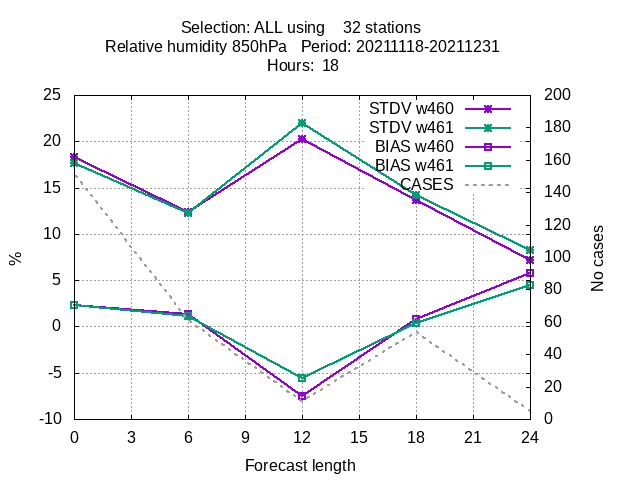 Selection: ALL using    32 stations
Relative humidity 850hPa   Period: 20211118-20211231
Hours:  18
25 200
STDV w460
STDV w461
BIAS w460
BIAS w461
CASES
180
20
160
15
140
120
10
100
5
80
0
60
-5
40
20
-10 0
%
No cases
0 3 6 9 12 15 18 21 24
Forecast length